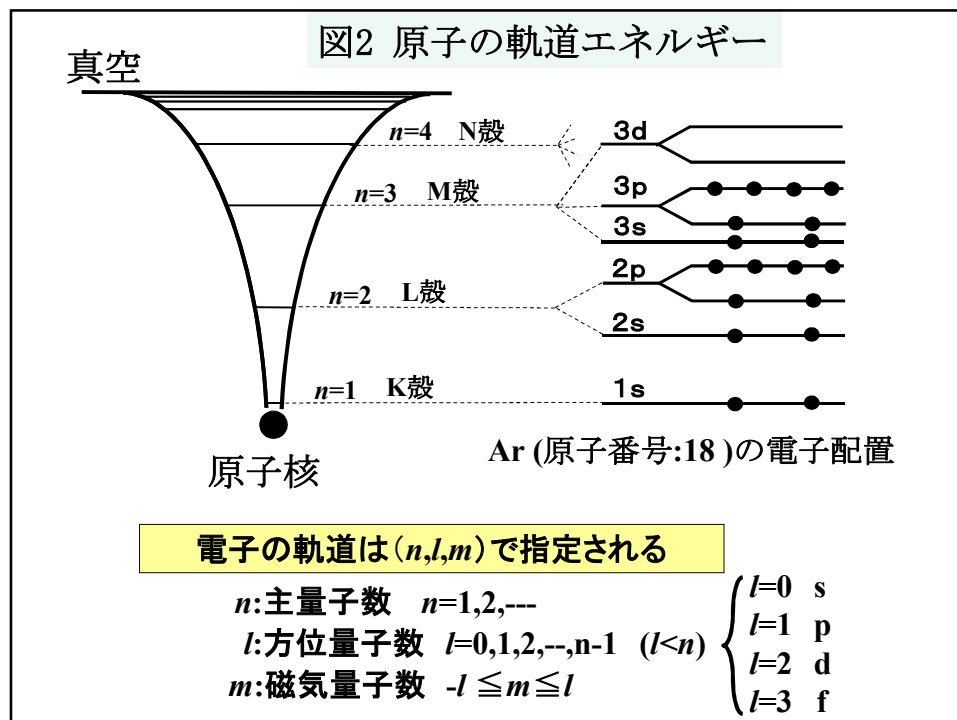 図2 原子の軌道エネルギー
真空
n=4 N殻
n=3 M殻
n=2 L殻
n=1 K殻
原子核
3d
3p
3s
2p
2s
1s
Ar (原子番号:18 )の電子配置
電子の軌道は(n,l,m)で指定される
n:主量子数 n=1,2,---
l:方位量子数 l=0,1,2,--,n-1 (l<n)
m:磁気量子数 -l ≦m≦l
l=0 s
l=1 p
l=2 d
l=3 f